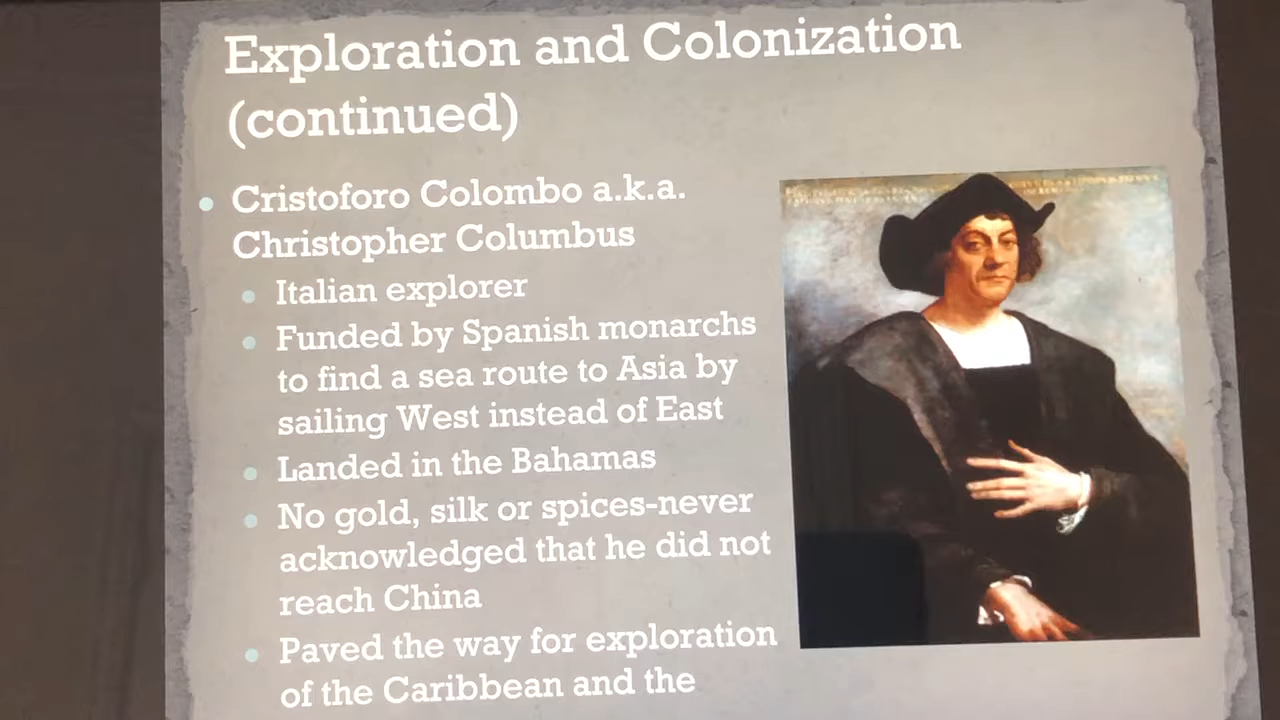 Exploration and Colonization
(continued)
Cristoforo Colombo a.k.a.
Christopher Columbus
Italian explorer
Funded by Spanish monarchs
to find a sea route to Asia by
sailing West instead of East
Landed in the Bahamas
No gold, silk or spices-never
acknowledged that he did not
reach China
Paved the way for exploration
of the Caribbean and the